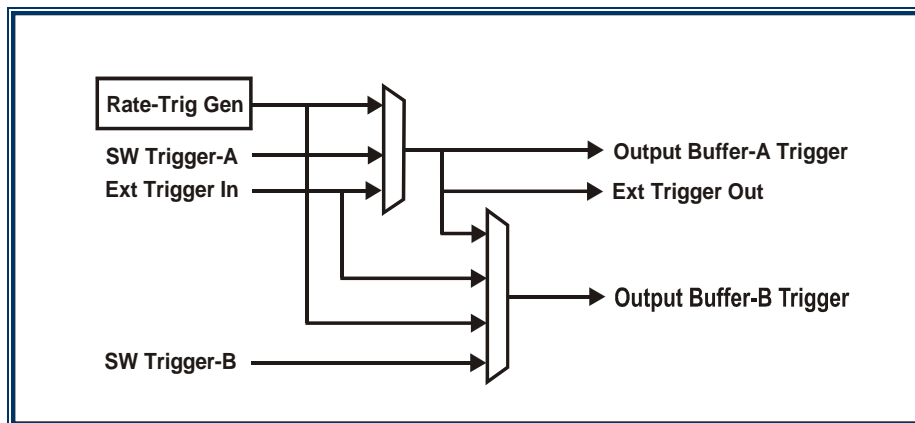 Rate-Trig Gen
SW Trigger-A
Output Buffer-A Trigger
Ext Trigger In
Ext Trigger Out
Output Buffer-B Trigger
SW Trigger-B